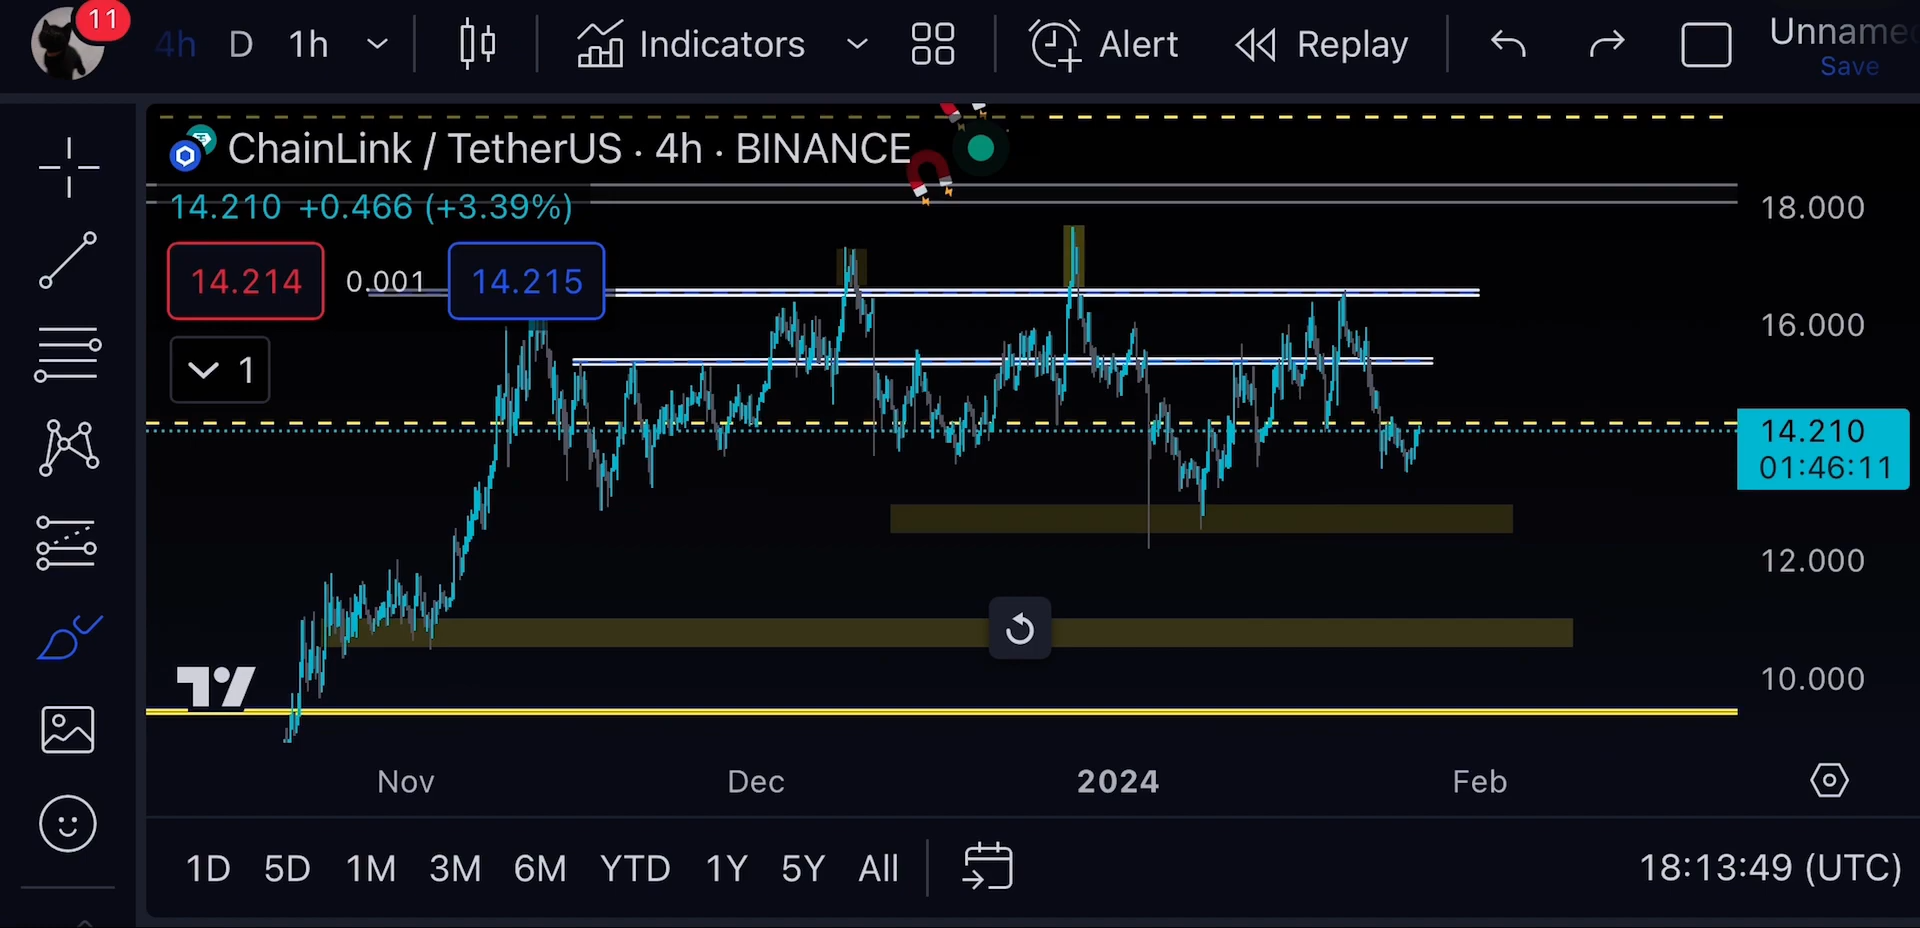 11
4h D 1h Indicators Alert Replay Unname
Save
ChainLink / TetherUS · 4h · BINANCE
14.210 +0.466 (+3.39%)
14.214 0.001 14.215
1
18.000
16.000
14.210
01:46:11
12.000
10.000
Nov Dec 2024 Feb
1D 5D 1M 3M 6M YTD 1Y 5Y All 18:13:49 (UTC)